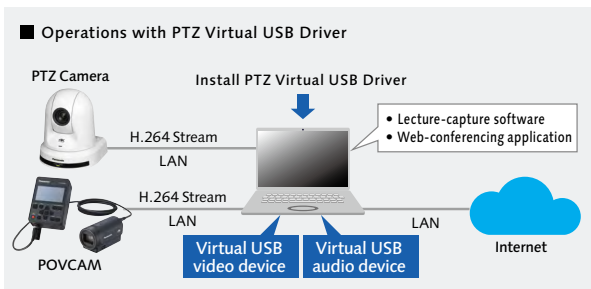 ■ Operations with PTZ Virtual USB Driver
PTZ Camera
Install PTZ Virtual USB Driver
• Lecture-capture software
• Web-conferencing application
H.264 Stream
LAN
H.264 Stream
LAN
LAN
Virtual USB
video device
Virtual USB
audio device
Internet
POVCAM